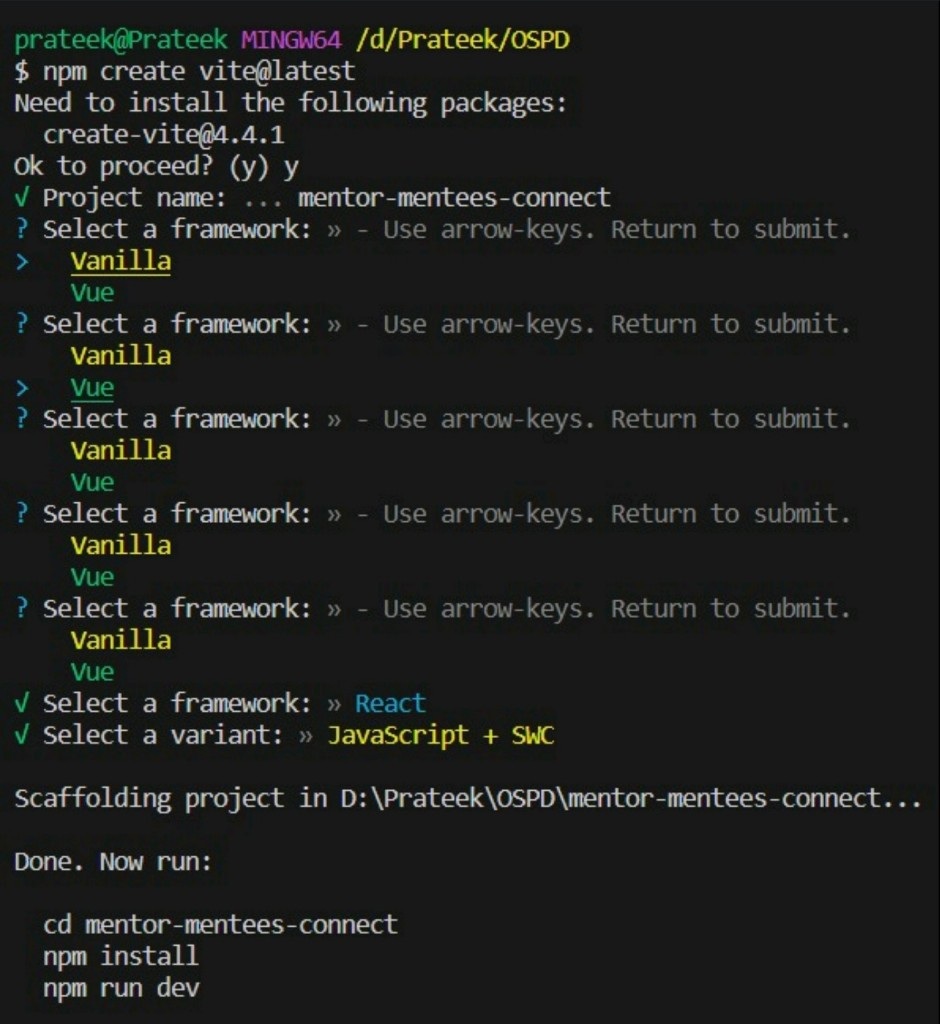 prateek@Prateek MINGW64 /d/Prateek/OSPD
$ npm create vite@latest
Need to install the following packages:
  create-vite@4.4.1
Ok to proceed? (y) y
√ Project name: ... mentor-mentees-connect
? Select a framework: » - Use arrow-keys. Return to submit.
>   Vanilla
    Vue
? Select a framework: » - Use arrow-keys. Return to submit.
    Vanilla
>   Vue
? Select a framework: » - Use arrow-keys. Return to submit.
    Vanilla
    Vue
? Select a framework: » - Use arrow-keys. Return to submit.
    Vanilla
    Vue
? Select a framework: » - Use arrow-keys. Return to submit.
    Vanilla
    Vue
√ Select a framework: » React
√ Select a variant: » JavaScript + SWC

Scaffolding project in D:\Prateek\OSPD\mentor-mentees-connect...

Done. Now run:

  cd mentor-mentees-connect
  npm install
  npm run dev